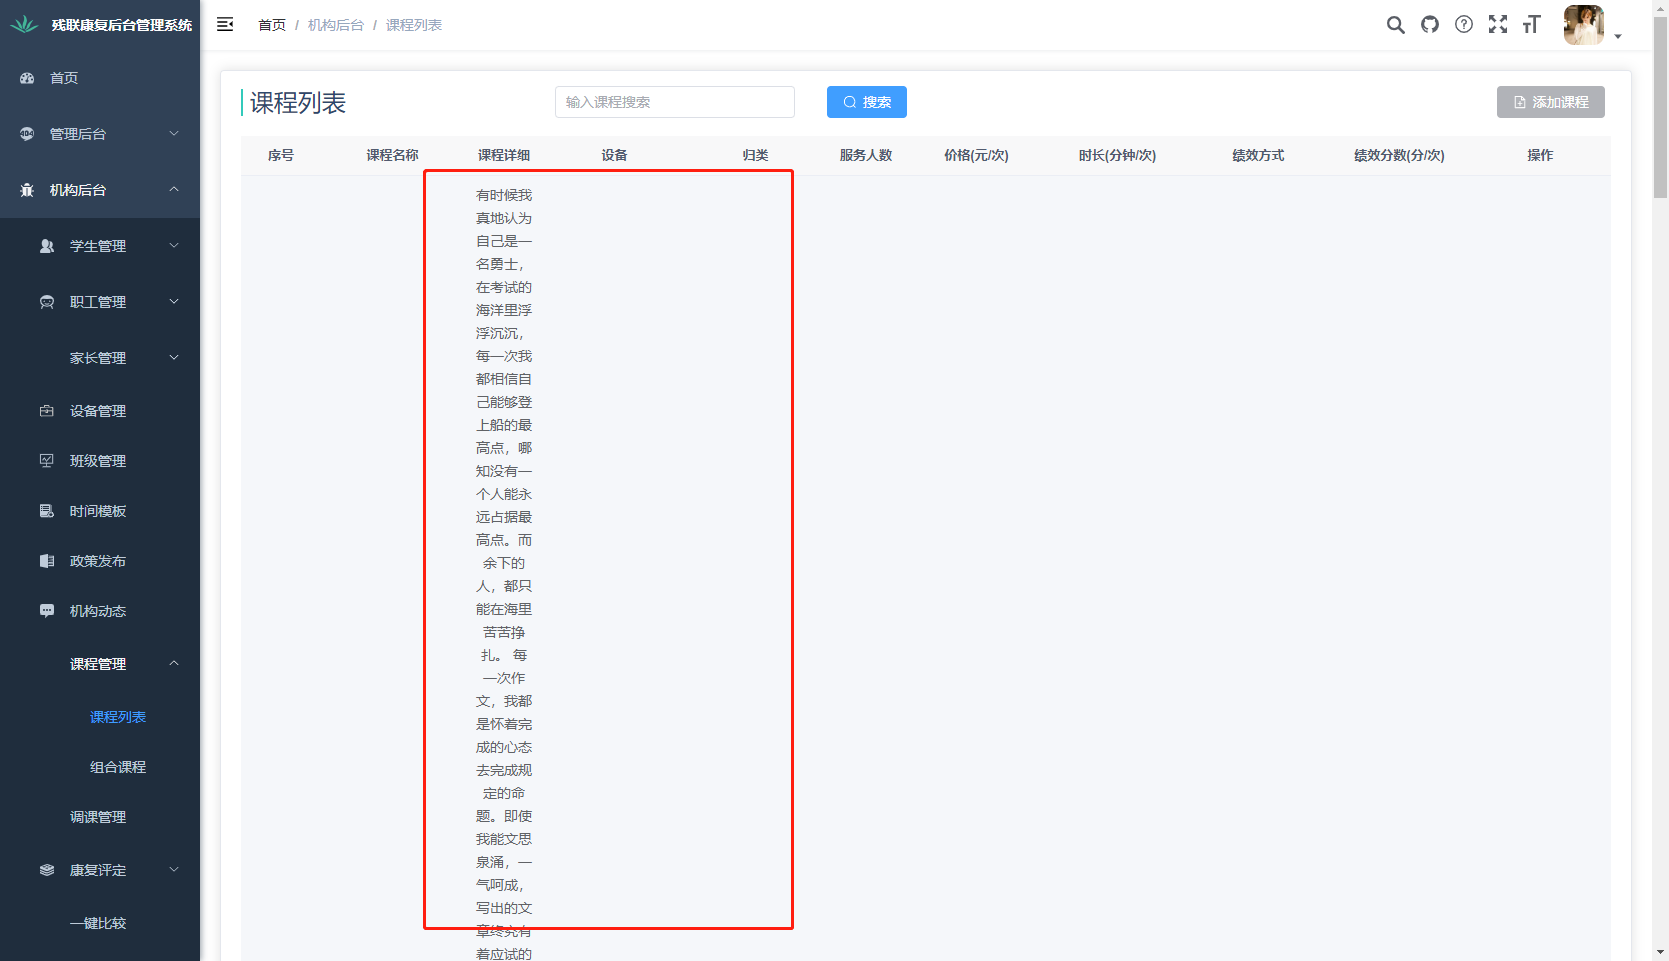 残联康复后台管理系统
首页 / 机构后台 / 课程列表
首页
管理后台
机构后台
学生管理
职工管理
家长管理
设备管理
班级管理
时间模板
政策发布
机构动态
课程管理
课程列表
组合课程
调课管理
康复评定
一键比较
课程列表
输入课程搜索
搜索
添加课程
序号 课程名称 课程详细 设备 归类 服务人数 价格(元/次) 时长(分钟/次) 绩效方式 绩效分数(分/次) 操作
有时候我
真地认为
自己是一
名勇士，
在考试的
海洋里浮
浮沉沉，
每一次我
都相信自
己能够登
上船的最
高点，哪
知没有一
个人能永
远占据最
高点。而
余下的
人，都只
能在海里
苦苦挣
扎。 每
一次作
文，我都
是怀着完
成的心态
去完成规
定的命
题。即使
我能文思
泉涌，一
气呵成，
写出的文
章终究有
着应试的